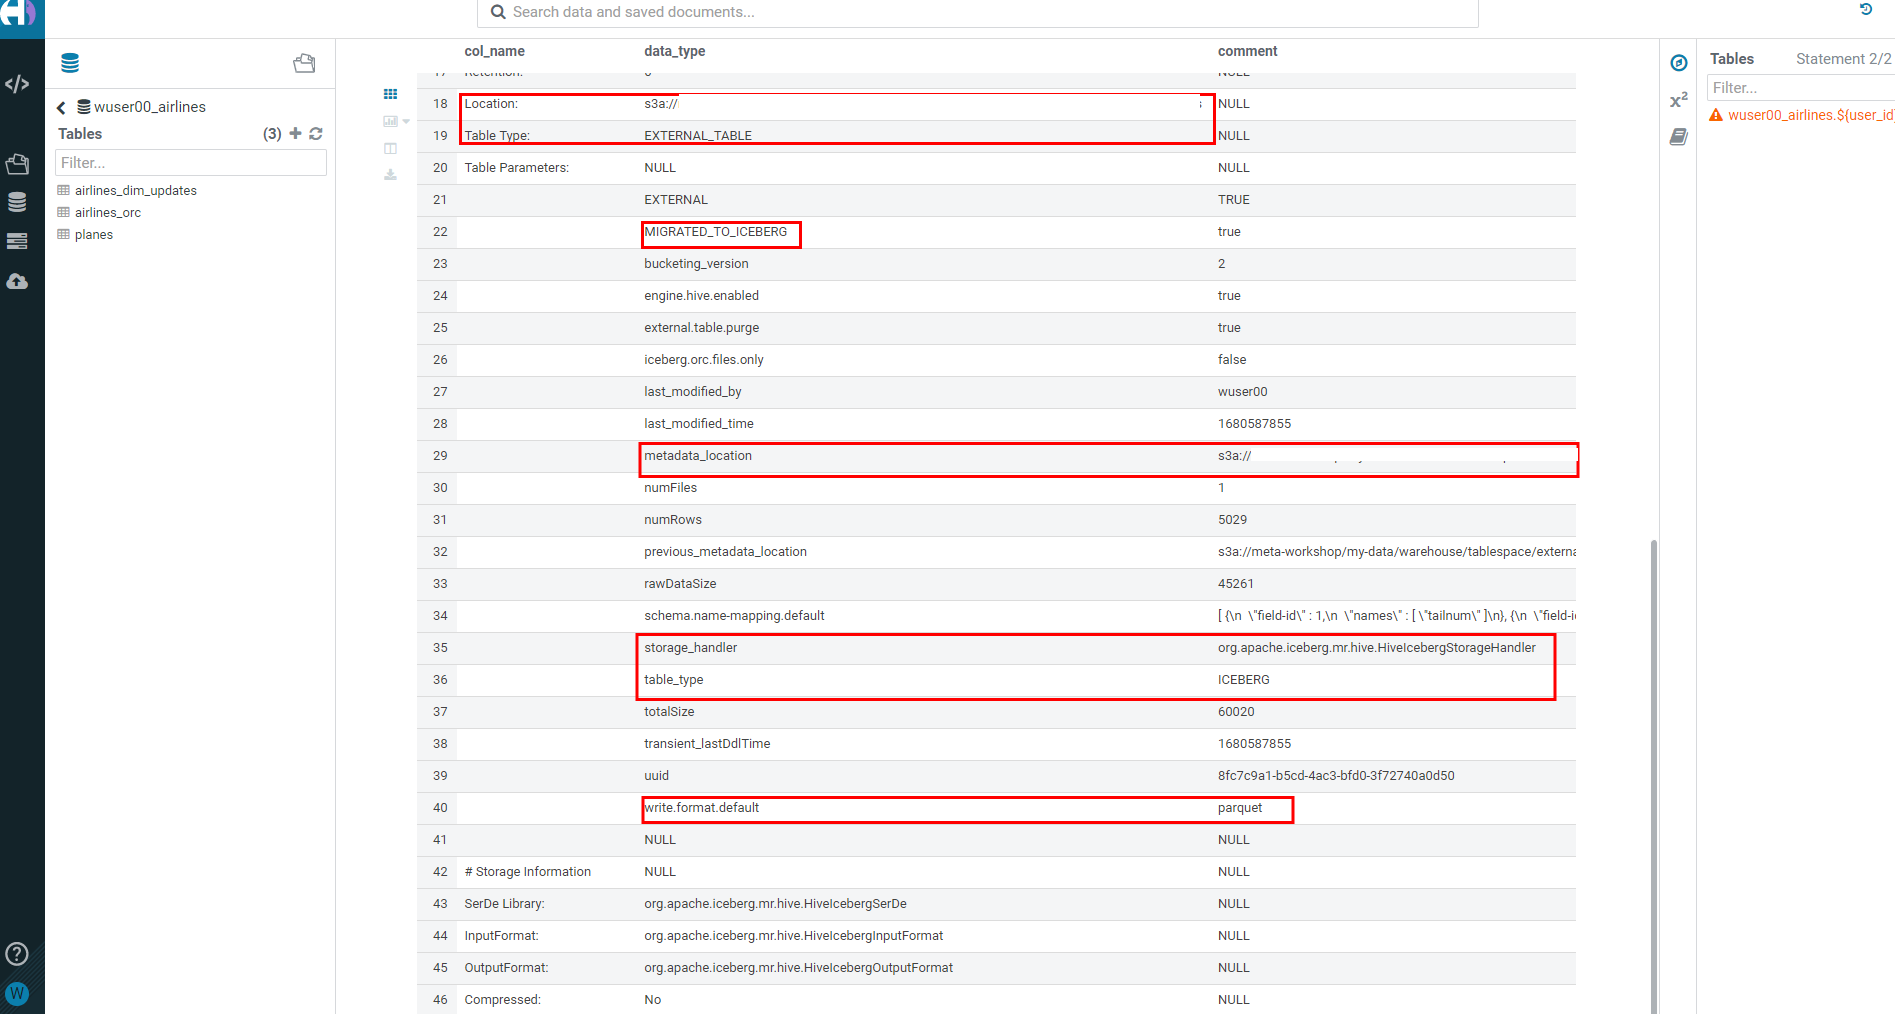 Search data and saved documents...
wuser00_airlines
Tables (3)
Filter...
airlines_dim_updates
airlines_orc
planes
col_name data_type comment
17 Retention: 0 NULL
18 Location: s3a:// NULL
19 Table Type: EXTERNAL_TABLE NULL
20 Table Parameters: NULL NULL
21 EXTERNAL TRUE
22 MIGRATED_TO_ICEBERG true
23 bucketing_version 2
24 engine.hive.enabled true
25 external.table.purge true
26 iceberg.orc.files.only false
27 last_modified_by wuser00
28 last_modified_time 1680587855
29 metadata_location s3a://
30 numFiles 1
31 numRows 5029
32 previous_metadata_location s3a://meta-workshop/my-data/warehouse/tablespace/externa
33 rawDataSize 45261
34 schema.name-mapping.default [ {\n \"field-id\" : 1,\n \"names\" : [ \"tailnum\" ]\n}, {\n \"field-i
35 storage_handler org.apache.iceberg.mr.hive.HiveIcebergStorageHandler
36 table_type ICEBERG
37 totalSize 60020
38 transient_lastDdlTime 1680587855
39 uuid 8fc7c9a1-b5cd-4ac3-bfd0-3f72740a0d50
40 write.format.default parquet
41 NULL NULL
42 # Storage Information NULL NULL
43 SerDe Library: org.apache.iceberg.mr.hive.HiveIcebergSerDe NULL
44 InputFormat: org.apache.iceberg.mr.hive.HiveIcebergInputFormat NULL
45 OutputFormat: org.apache.iceberg.mr.hive.HiveIcebergOutputFormat NULL
46 Compressed: No NULL
Tables Statement 2/2
Filter...
wuser00_airlines.${user_id
x²
W